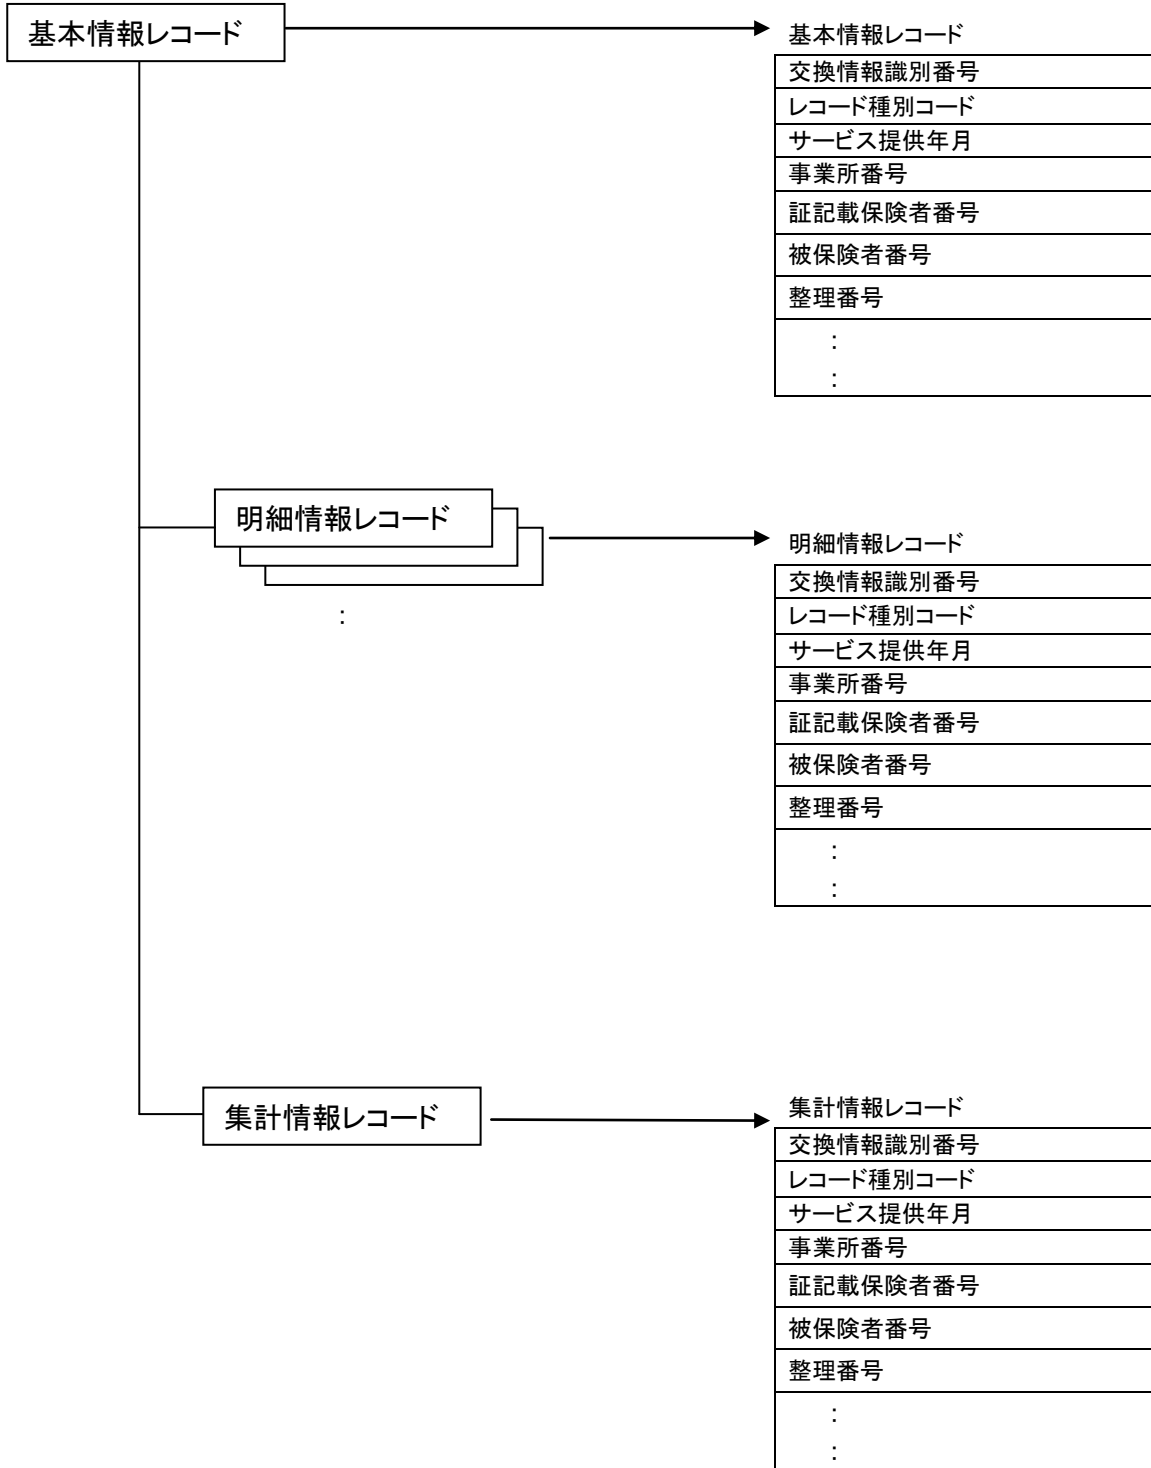 基本情報レコード
基本情報レコード
交換情報識別番号
レコード種別コード
サービス提供年月
事業所番号
証記載保険者番号
被保険者番号
整理番号
:
:
明細情報レコード
:
明細情報レコード
交換情報識別番号
レコード種別コード
サービス提供年月
事業所番号
証記載保険者番号
被保険者番号
整理番号
:
:
集計情報レコード
集計情報レコード
交換情報識別番号
レコード種別コード
サービス提供年月
事業所番号
証記載保険者番号
被保険者番号
整理番号
:
: